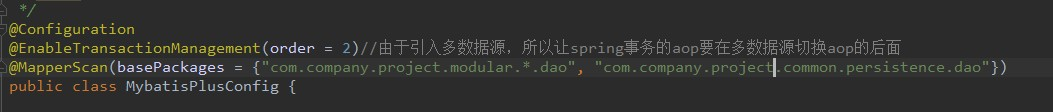 */
@Configuration
@EnableTransactionManagement(order = 2)//由于引入多数据源，所以让spring事务的aop要在多数据源切换aop的后面
@MapperScan(basePackages = {"com.company.project.modular.*.dao", "com.company.project.common.persistence.dao"})
public class MybatisPlusConfig {